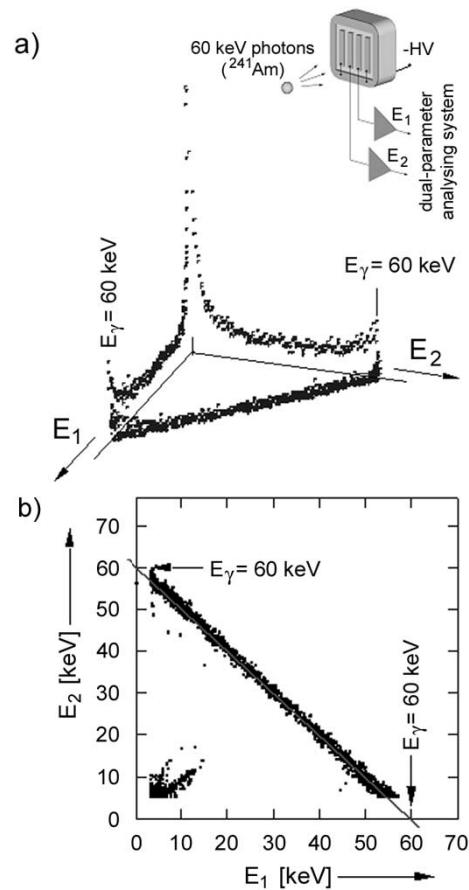 a)
60 keV photons
(²⁴¹Am)
-HV
E₁
E₂
dual-parameter
analysing system
Eγ = 60 keV
Eγ = 60 keV
E₂
E₁
b)
E₂ [keV]
70
60
50
40
30
20
10
0
Eγ = 60 keV
Eγ = 60 keV
0 10 20 30 40 50 60 70
E₁ [keV]